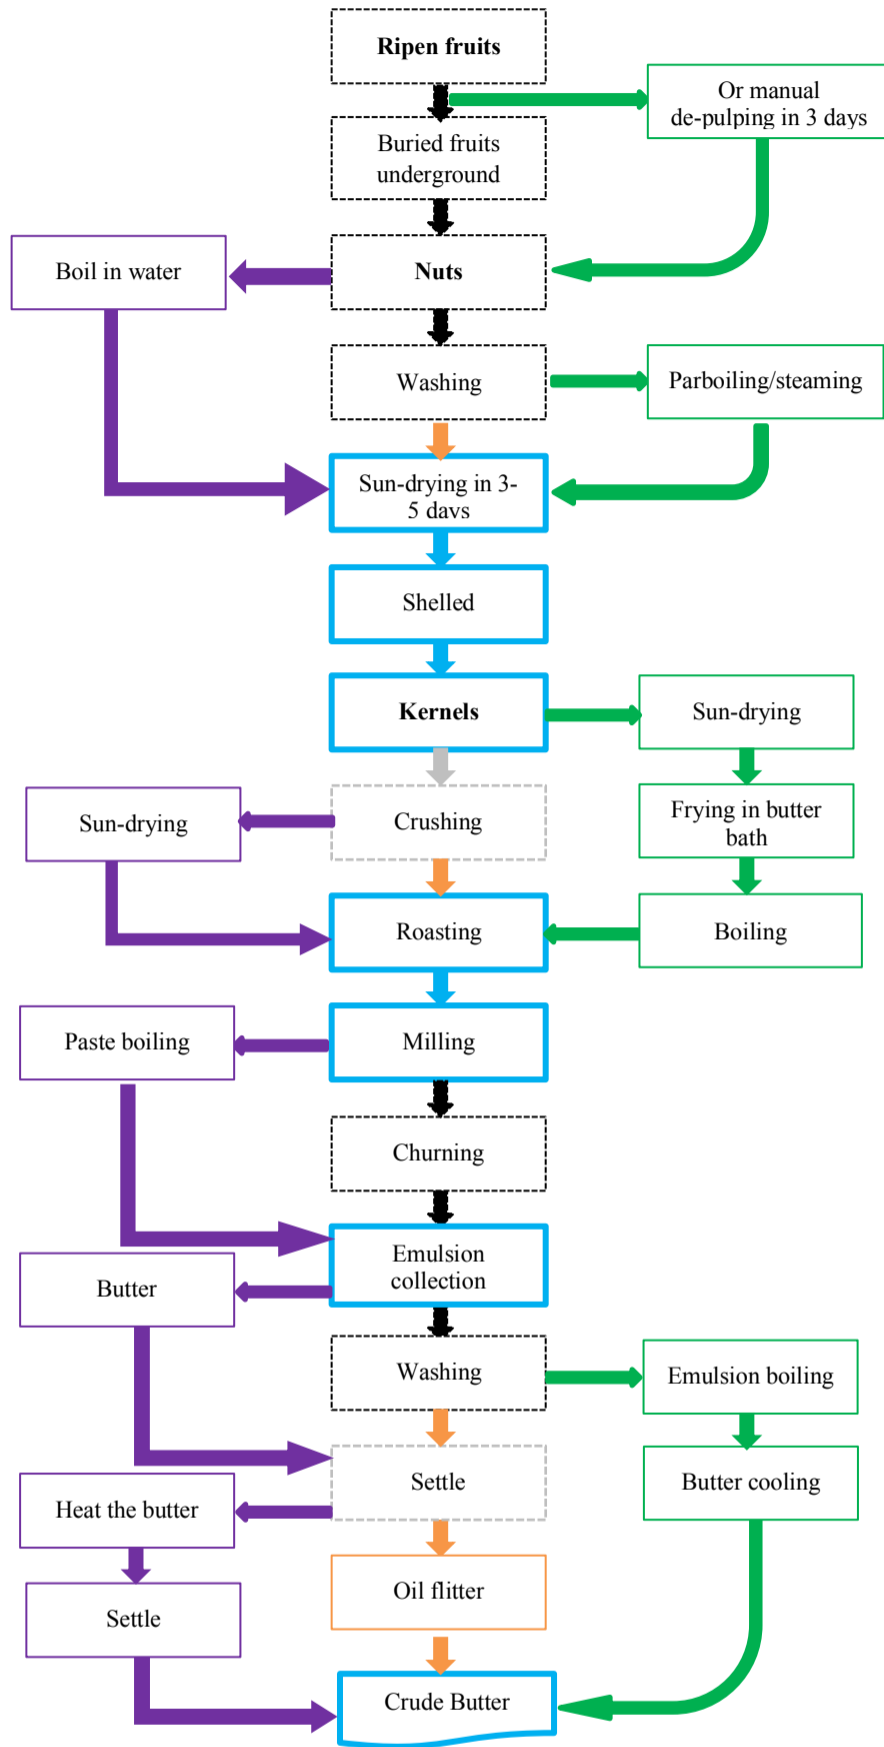 Ripen fruits
Or manual
de-pulping in 3 days
Buried fruits
underground
Boil in water
Nuts
Washing
Parboiling/steaming
Sun-drying in 3-
5 days
Shelled
Kernels
Sun-drying
Sun-drying
Crushing
Frying in butter
bath
Roasting
Boiling
Paste boiling
Milling
Churning
Emulsion
collection
Butter
Washing
Emulsion boiling
Settle
Butter cooling
Heat the butter
Oil flitter
Settle
Crude Butter